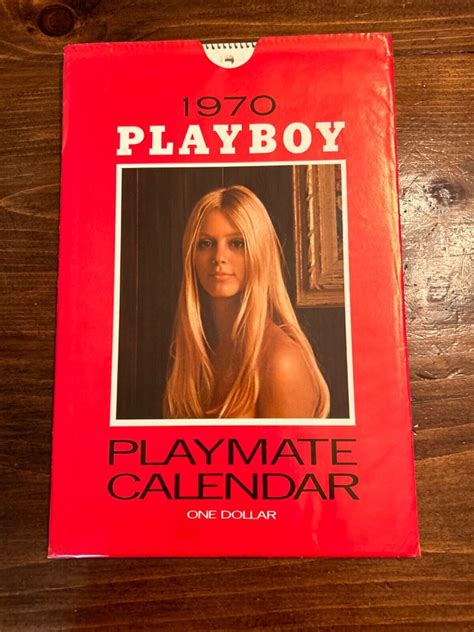 1970
PLAYBOY
PLAYMATE
CALENDAR
ONE DOLLAR